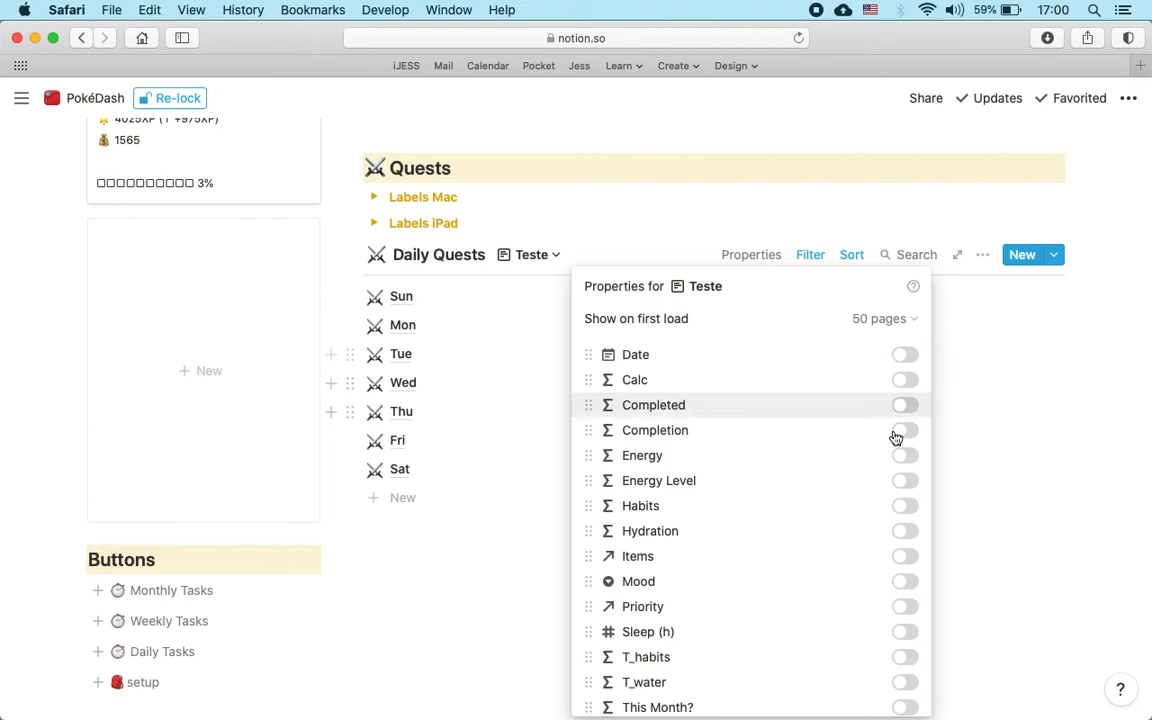 Safari File Edit View History Bookmarks Develop Window Help 59% 17:00
notion.so
iJESS Mail Calendar Pocket Jess Learn Create Design
PokéDash Re-lock Share Updates Favorited
4025XP (T +975XP)
1565
3%
New
Buttons
Monthly Tasks
Weekly Tasks
Daily Tasks
setup
Quests
Labels Mac
Labels iPad
Daily Quests Teste Properties Filter Sort Search New
Sun
Mon
Tue
Wed
Thu
Fri
Sat
New
Properties for Teste
Show on first load 50 pages
Date
Calc
Completed
Completion
Energy
Energy Level
Habits
Hydration
Items
Mood
Priority
Sleep (h)
T_habits
T_water
This Month?
?